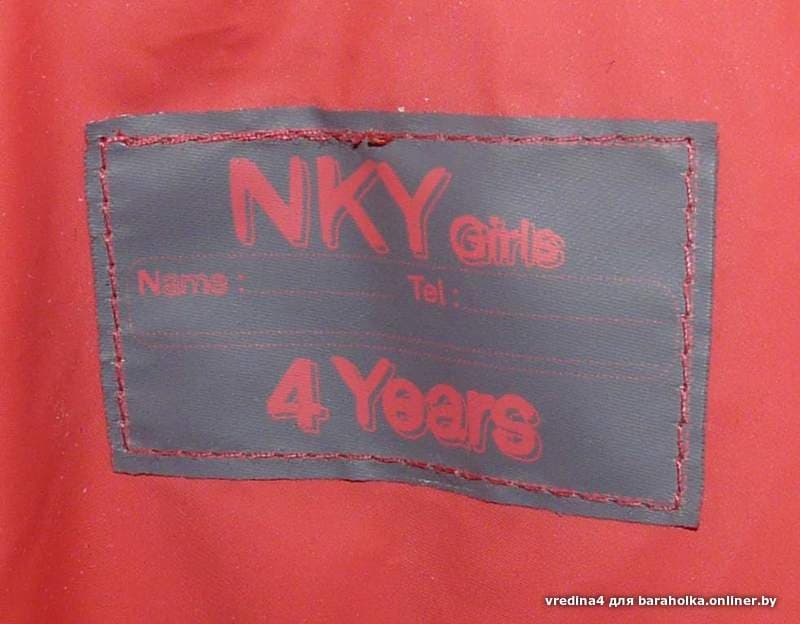 NKY Girls
Name : Tel :
4 Years
vredina4 для baraholka.onliner.by